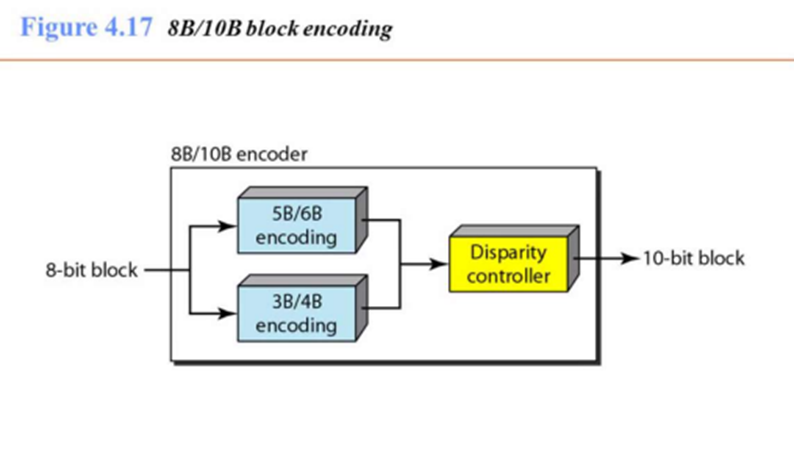 Figure 4.17 8B/10B block encoding
8B/10B encoder
5B/6B
encoding
8-bit block
3B/4B
encoding
Disparity
controller
10-bit block